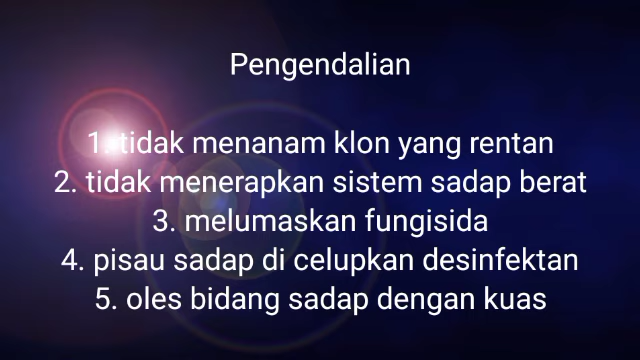 Pengendalian
1. tidak menanam klon yang rentan
2. tidak menerapkan sistem sadap berat
3. melumaskan fungisida
4. pisau sadap di celupkan desinfektan
5. oles bidang sadap dengan kuas